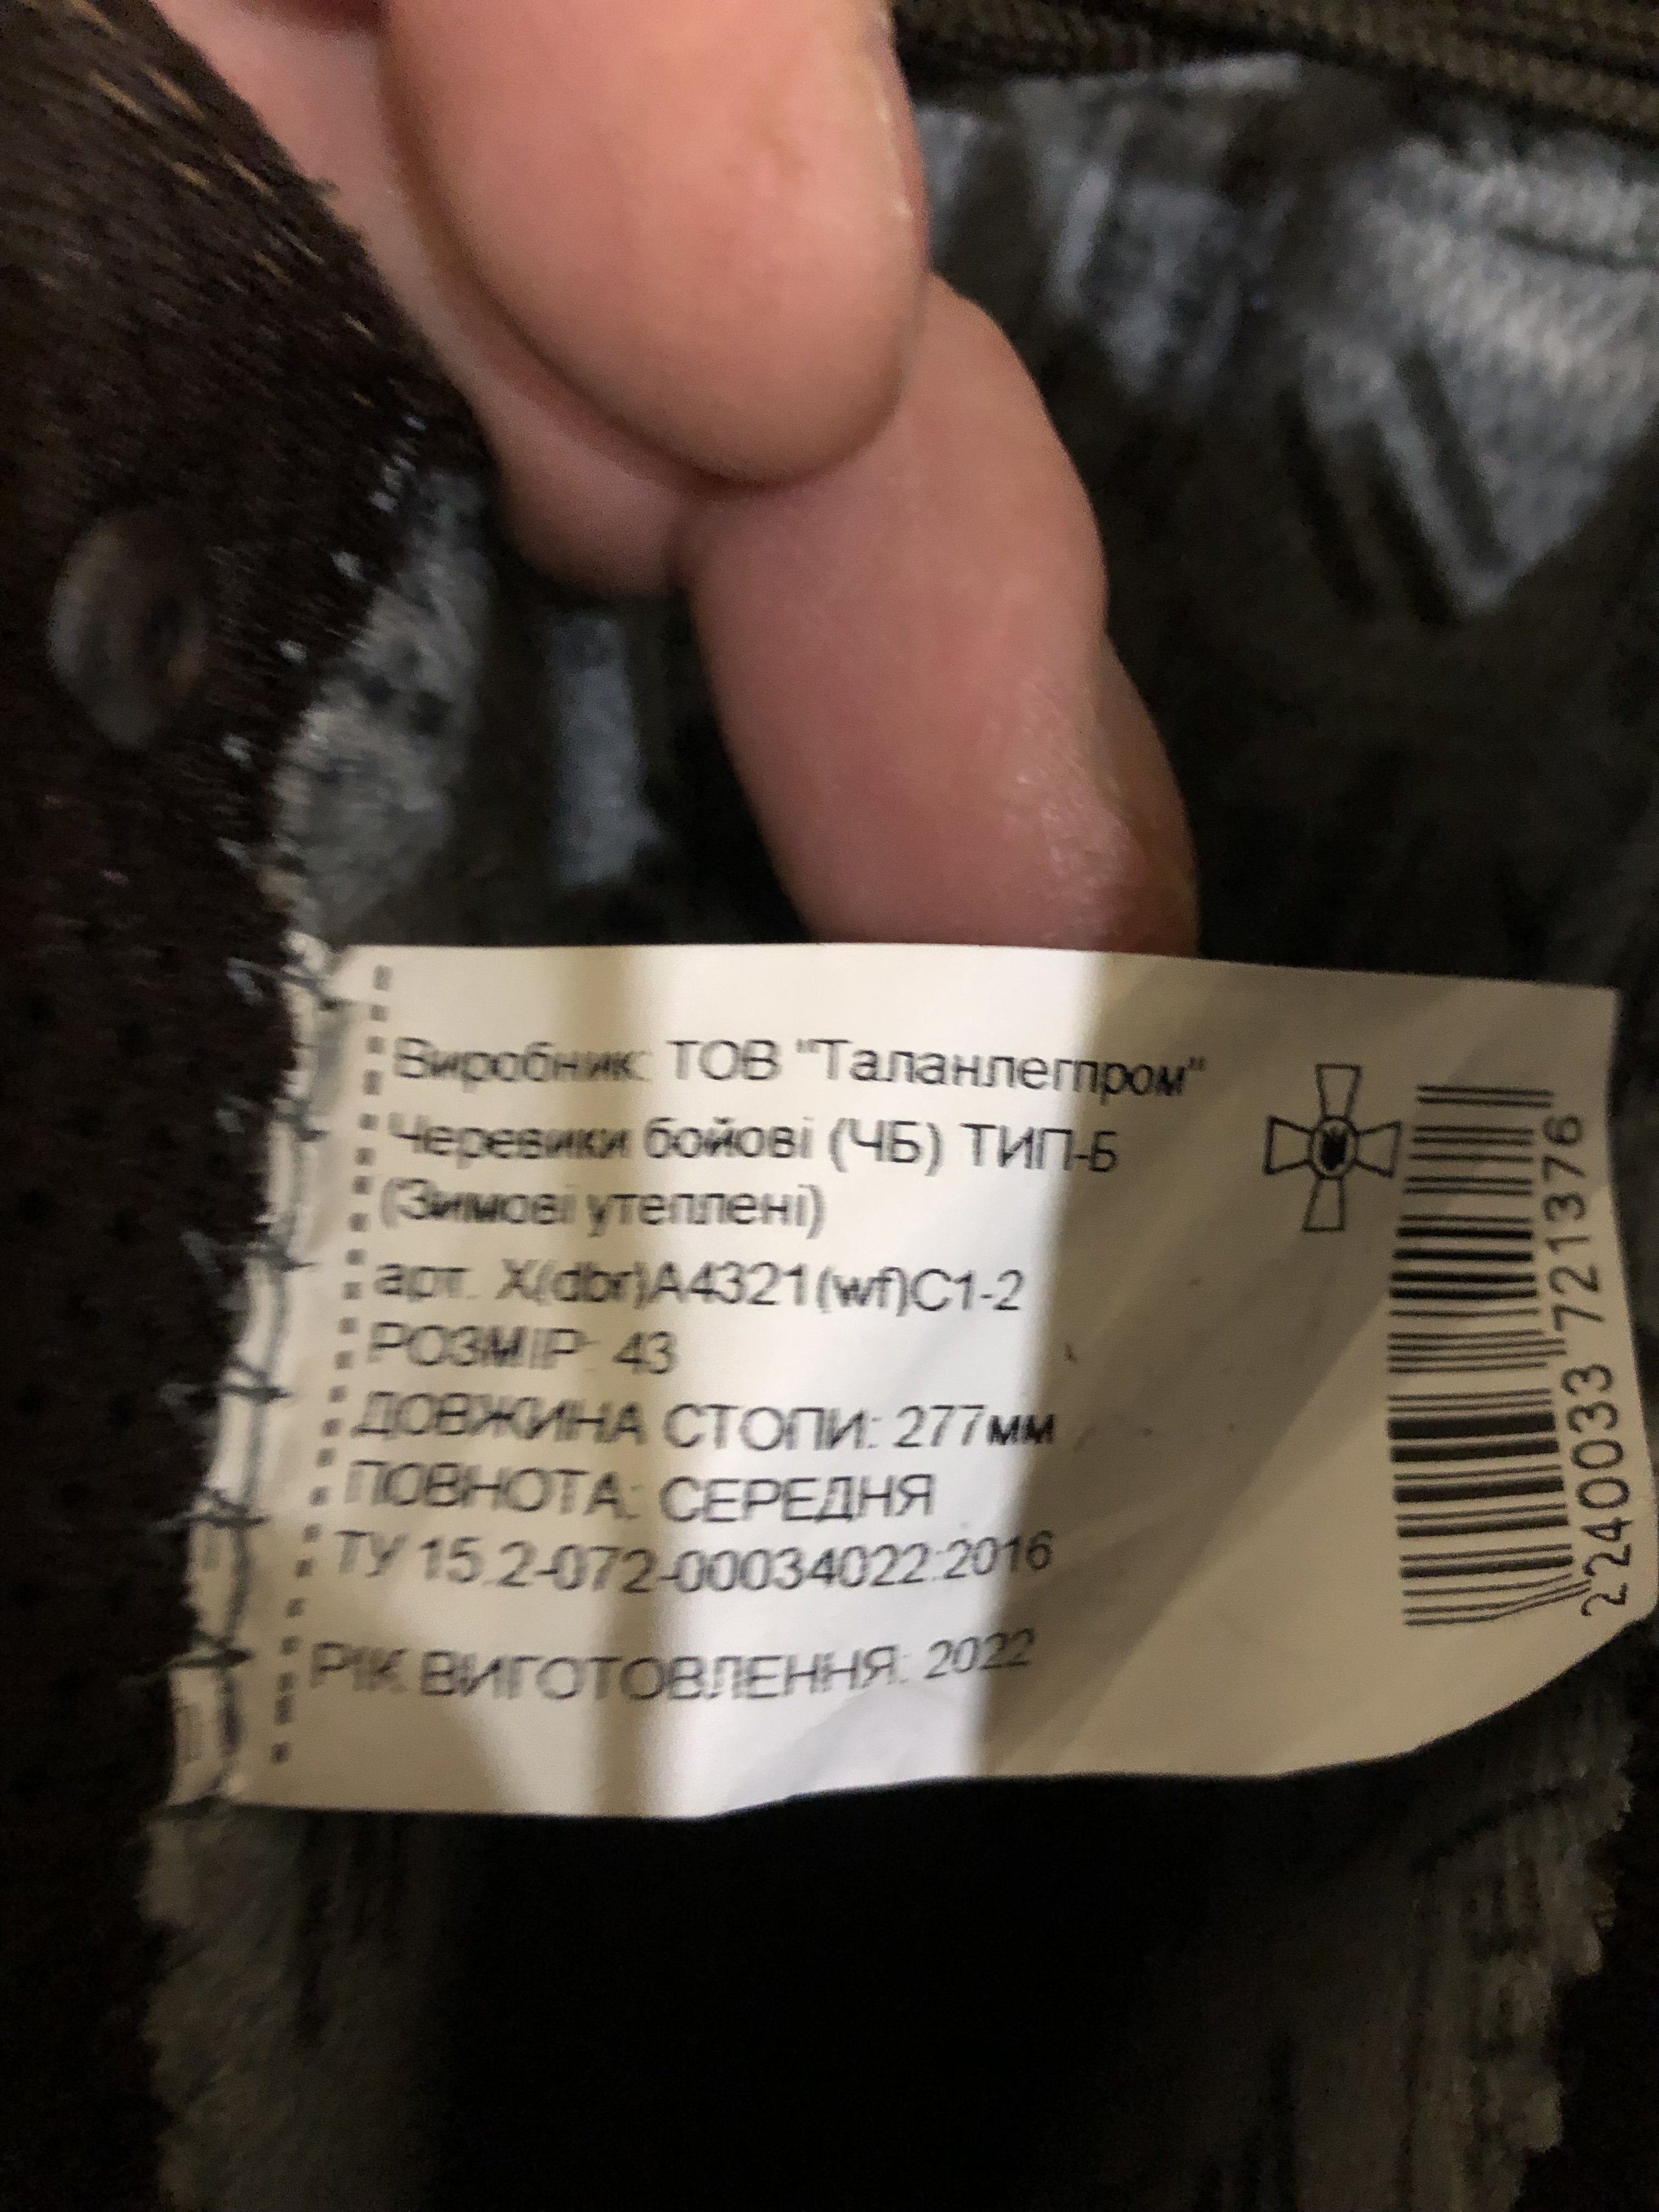 Виробник: ТОВ "Таланлегпром"
Черевики бойові (ЧБ) ТИП-Б
(Зимові утеплені)
арт. X(dbr)A4321(wf)C1-2
РОЗМІР: 43
ДОВЖИНА СТОПИ: 277мм
ПОВНОТА: СЕРЕДНЯ
ТУ 15.2-072-00034022:2016
РІК ВИГОТОВЛЕННЯ: 2022
2240033721376